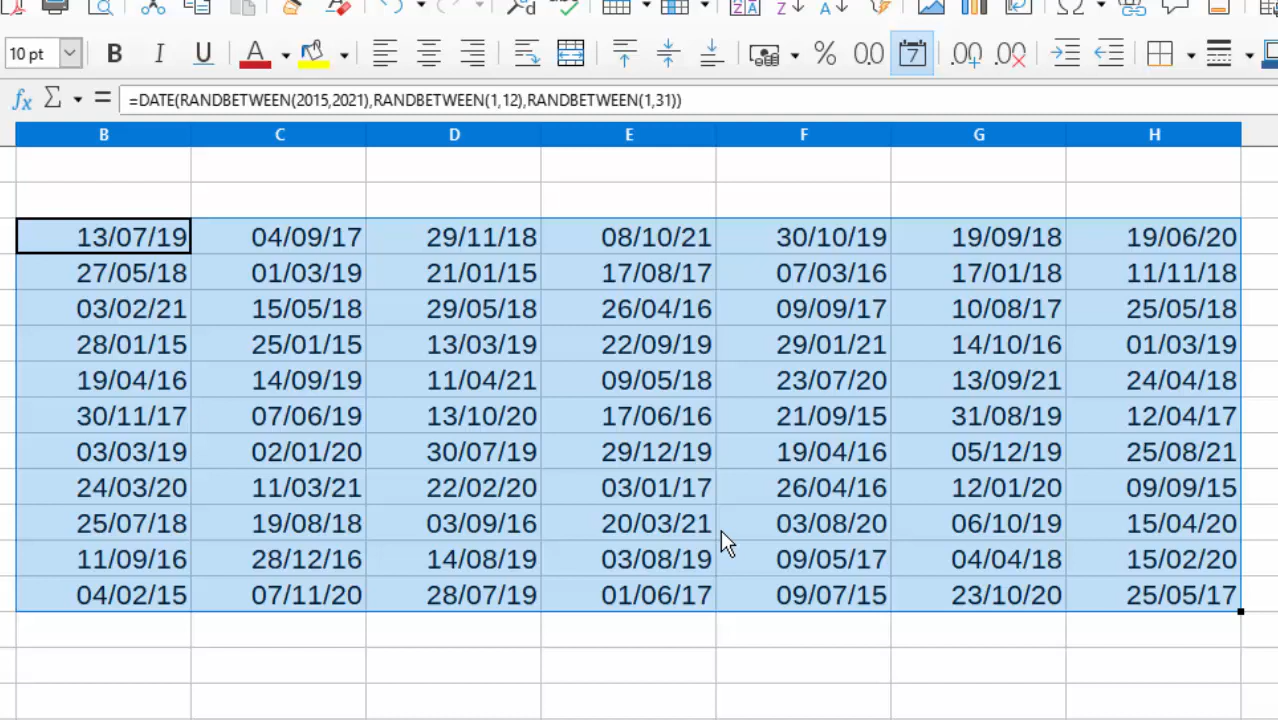 10 pt B I U A % 0.0 7 .00 .00
fx Σ = =DATE(RANDBETWEEN(2015,2021),RANDBETWEEN(1,12),RANDBETWEEN(1,31))
B C D E F G H
13/07/19 04/09/17 29/11/18 08/10/21 30/10/19 19/09/18 19/06/20
27/05/18 01/03/19 21/01/15 17/08/17 07/03/16 17/01/18 11/11/18
03/02/21 15/05/18 29/05/18 26/04/16 09/09/17 10/08/17 25/05/18
28/01/15 25/01/15 13/03/19 22/09/19 29/01/21 14/10/16 01/03/19
19/04/16 14/09/19 11/04/21 09/05/18 23/07/20 13/09/21 24/04/18
30/11/17 07/06/19 13/10/20 17/06/16 21/09/15 31/08/19 12/04/17
03/03/19 02/01/20 30/07/19 29/12/19 19/04/16 05/12/19 25/08/21
24/03/20 11/03/21 22/02/20 03/01/17 26/04/16 12/01/20 09/09/15
25/07/18 19/08/18 03/09/16 20/03/21 03/08/20 06/10/19 15/04/20
11/09/16 28/12/16 14/08/19 03/08/19 09/05/17 04/04/18 15/02/20
04/02/15 07/11/20 28/07/19 01/06/17 09/07/15 23/10/20 25/05/17